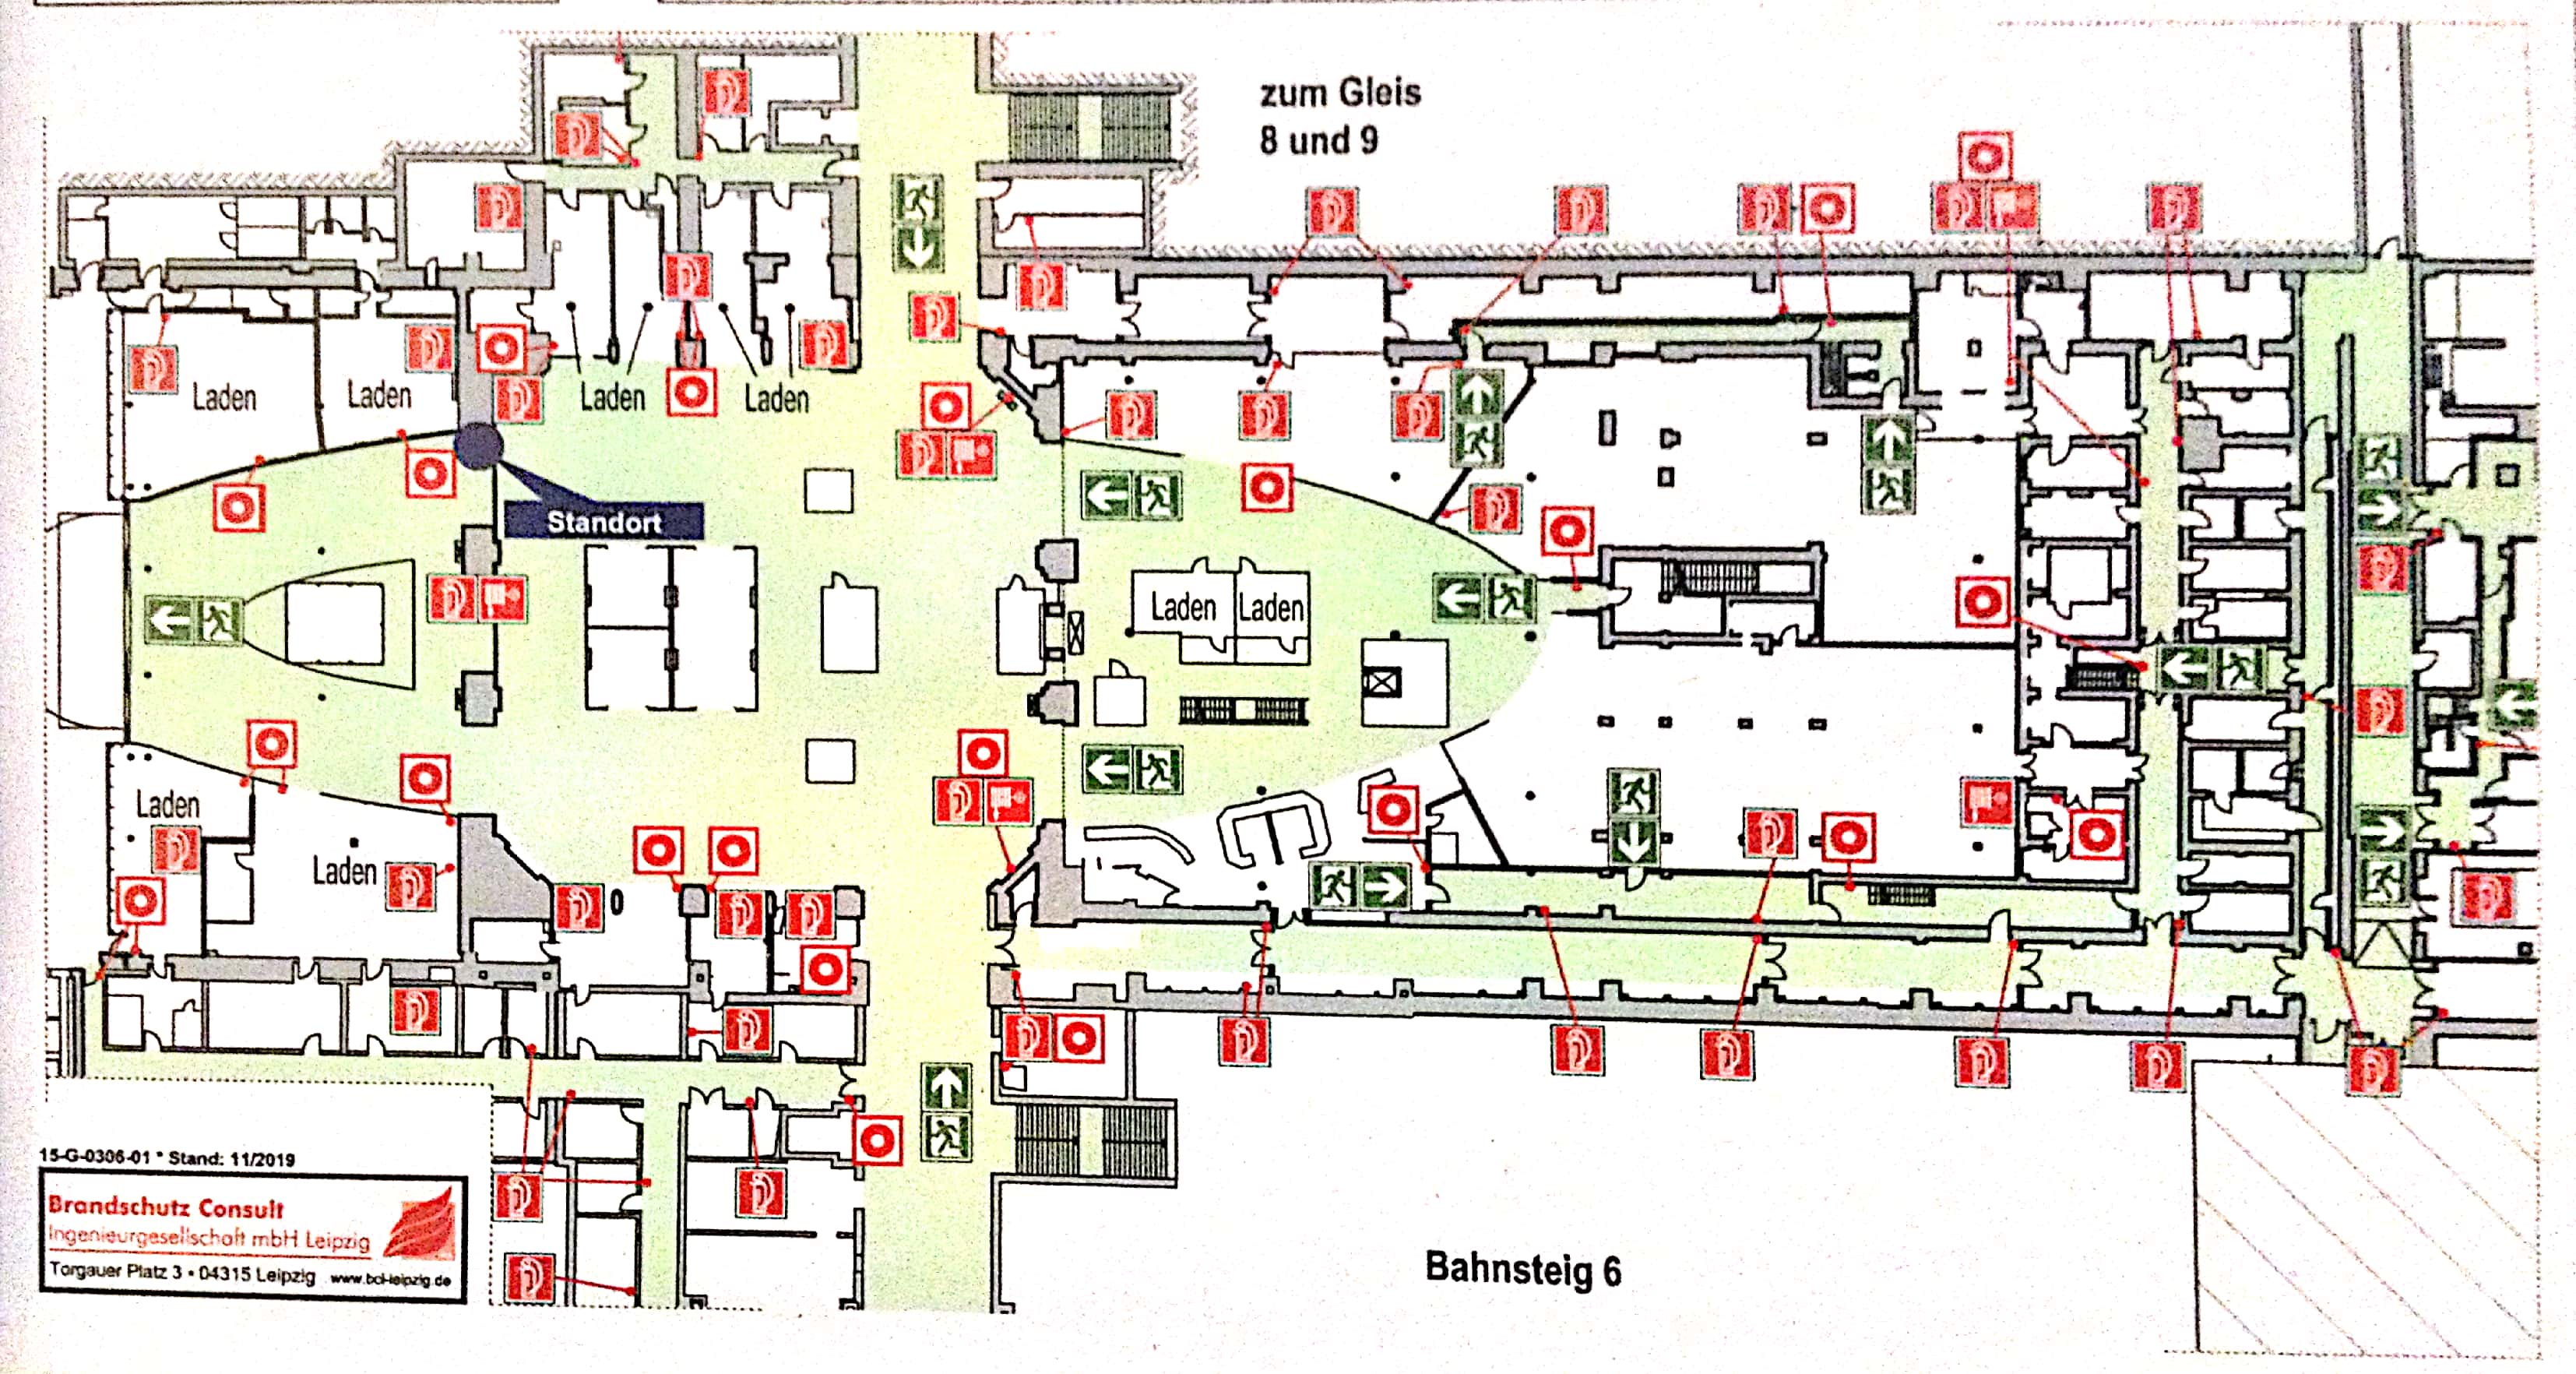 zum Gleis
8 und 9
Laden
Laden
Laden
Laden
Standort
Laden
Laden
Laden
Laden
15-G-0306-01 * Stand: 11/2019
Brandschutz Consult
Ingenieurgesellschaft mbH Leipzig
Torgauer Platz 3 • 04315 Leipzig www.bcl-leipzig.de
Bahnsteig 6